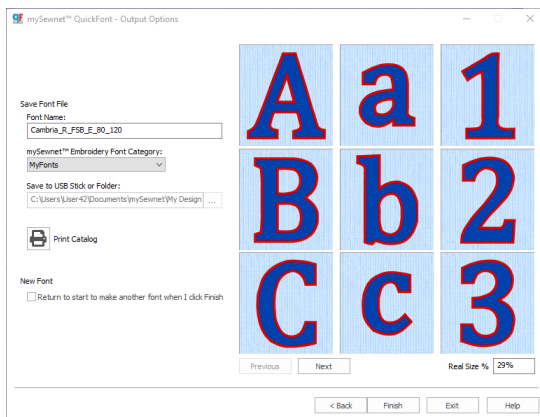 mySewnet™ QuickFont - Output Options
Save Font File
Font Name:
Cambria_R_FSB_E_80_120
mySewnet™ Embroidery Font Category:
MyFonts
Save to USB Stick or Folder:
C:\Users\User42\Documents\mySewnet\My Design ...
Print Catalog
New Font
Return to start to make another font when I click Finish
A a 1
B b 2
C c 3
Previous Next Real Size % 29%
< Back Finish Exit Help